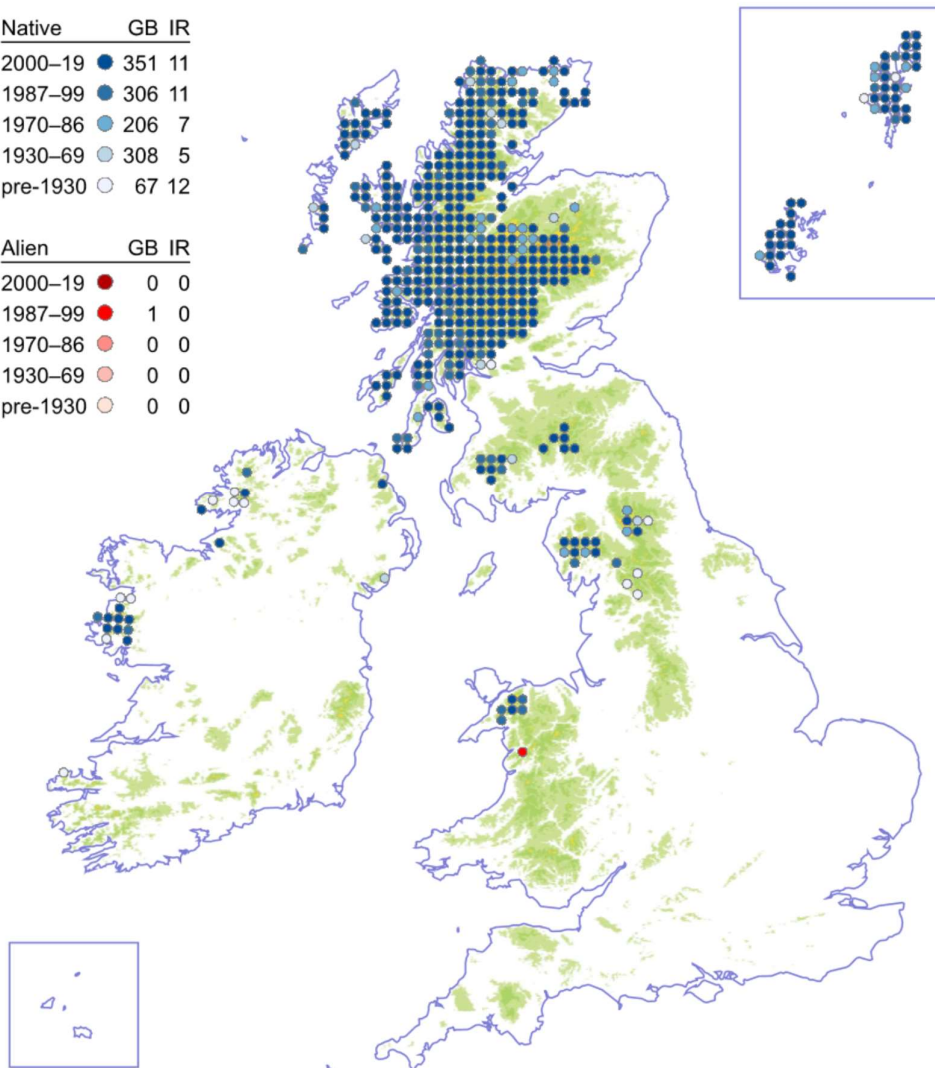 Native GB IR
2000–19 351 11
1987–99 306 11
1970–86 206 7
1930–69 308 5
pre-1930 67 12
Alien GB IR
2000–19 0 0
1987–99 1 0
1970–86 0 0
1930–69 0 0
pre-1930 0 0